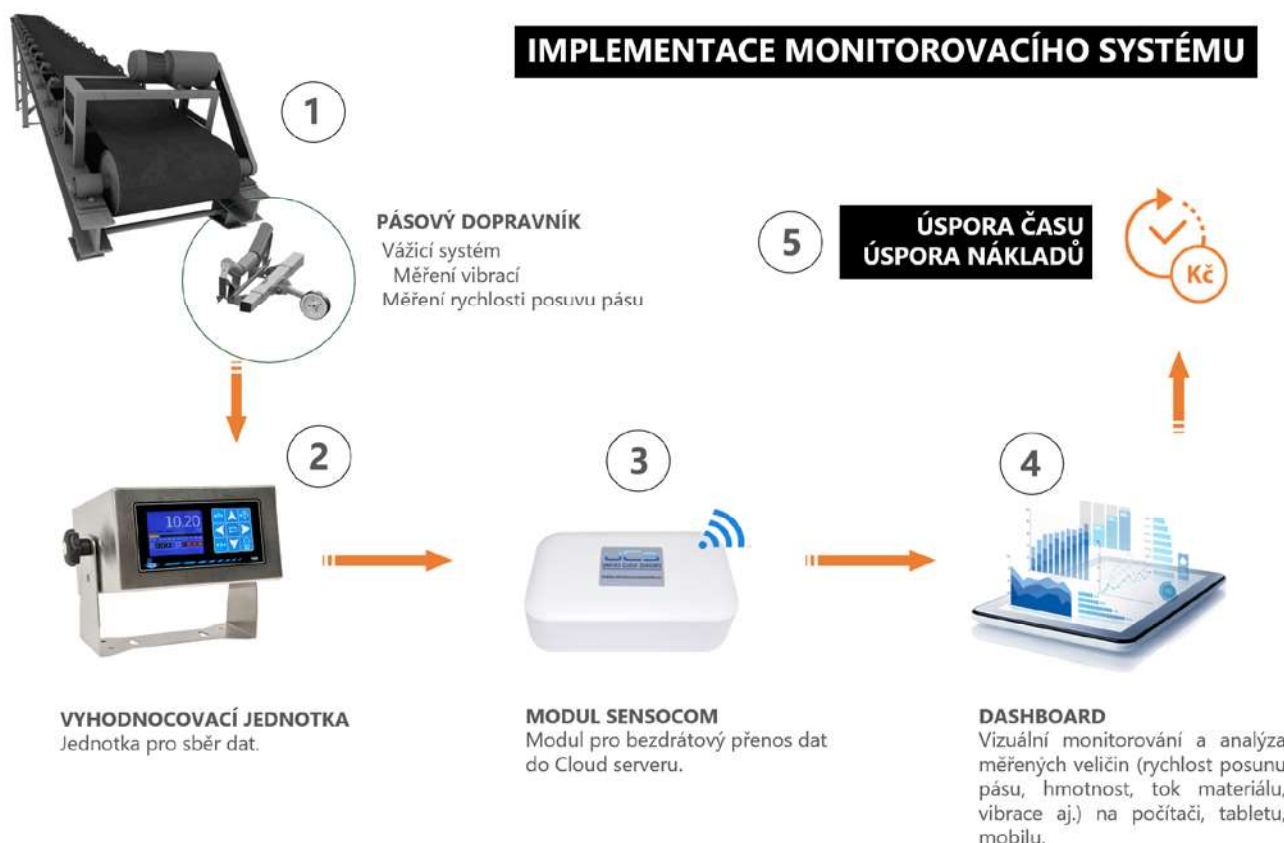 IMPLEMENTACE MONITOROVACÍHO SYSTÉMU
1
PÁSOVÝ DOPRAVNÍK
Vážicí systém
Měření vibrací
Měření rychlosti posuvu pásu
5
ÚSPORA ČASU
ÚSPORA NÁKLADŮ
Kč
2
10.20
VYHODNOCOVACÍ JEDNOTKA
Jednotka pro sběr dat.
3
MODUL SENSOCOM
Modul pro bezdrátový přenos dat
do Cloud serveru.
4
DASHBOARD
Vizuální monitorování a analýza
měřených veličin (rychlost posunu
pásu, hmotnost, tok materiálu,
vibrace aj.) na počítači, tabletu,
mobilu.